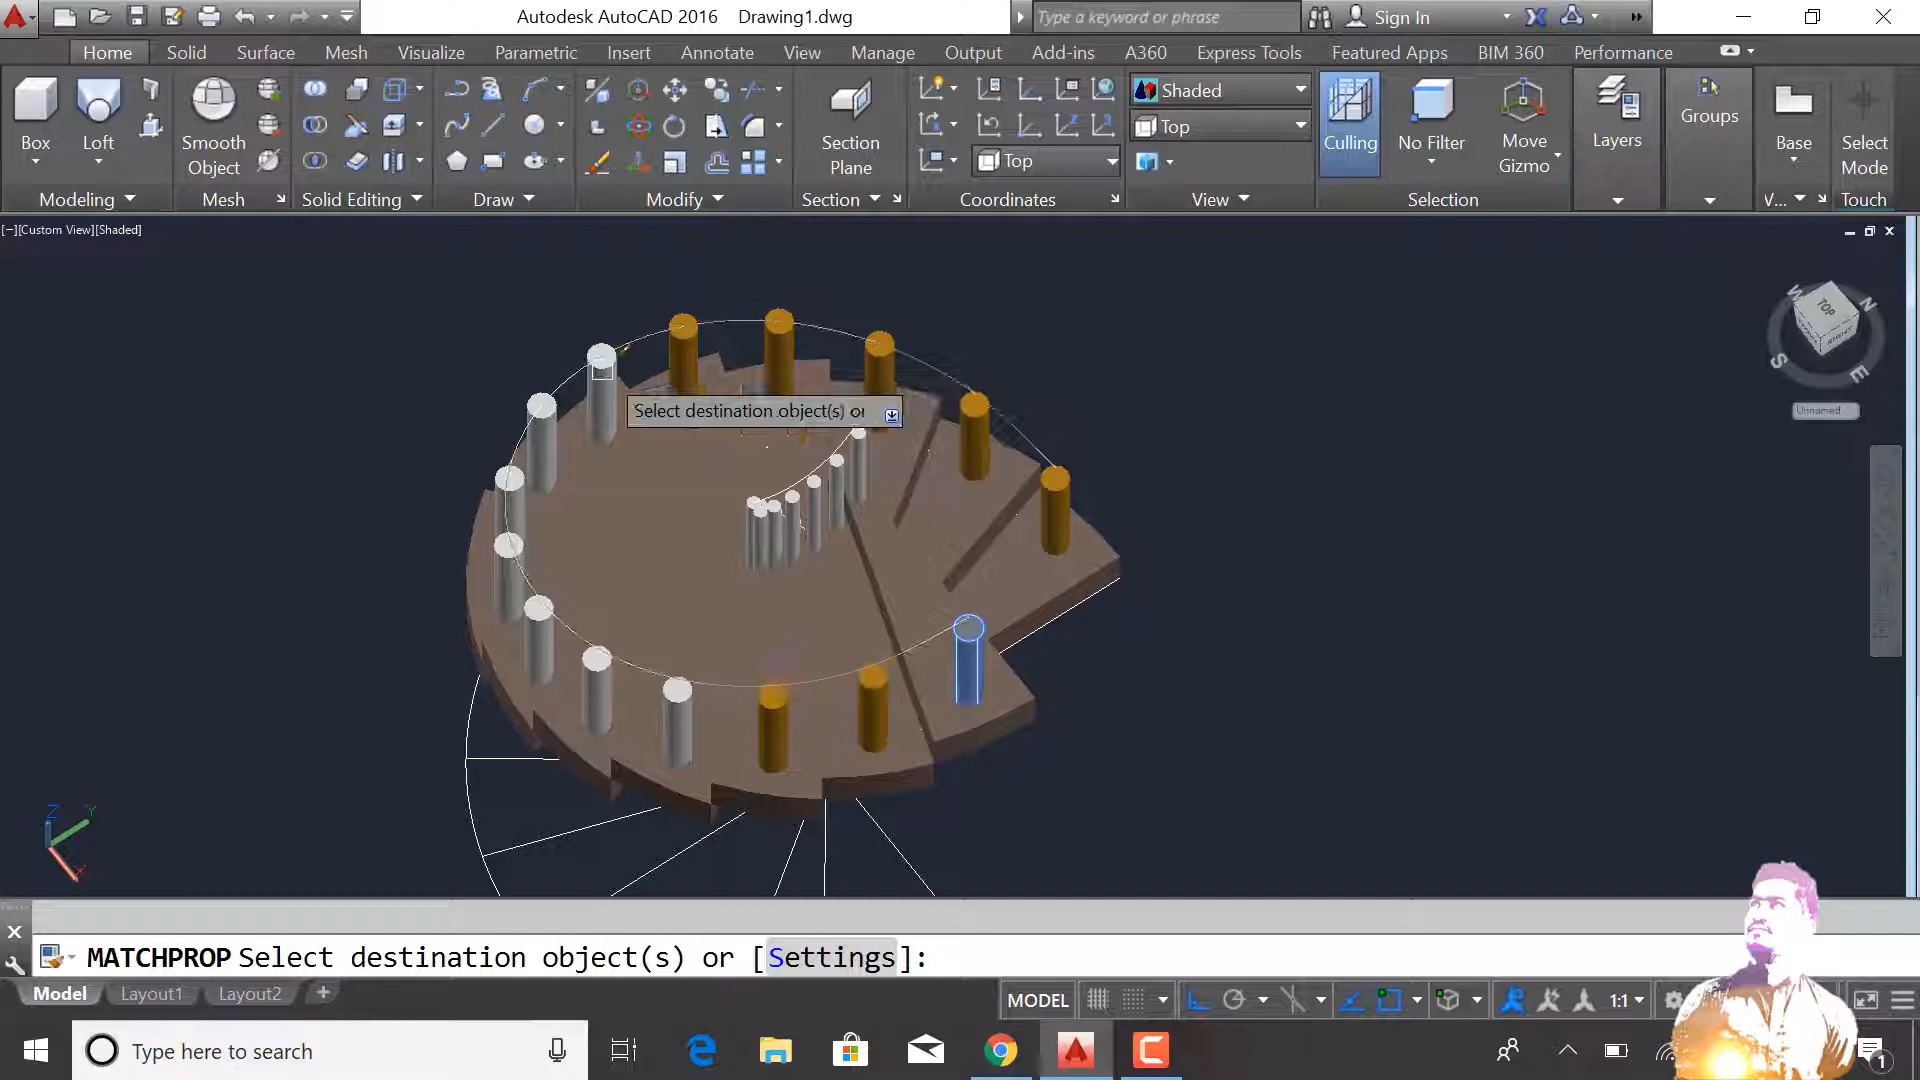 Autodesk AutoCAD 2016 Drawing1.dwg
Type a keyword or phrase
Sign In
Home Solid Surface Mesh Visualize Parametric Insert Annotate View Manage Output Add-ins A360 Express Tools Featured Apps BIM 360 Performance
Box
Loft
Smooth
Object
Section
Plane
Shaded
Top
Top
Culling
No Filter
Move
Gizmo
Layers
Groups
Base
Select
Mode
Modeling
Mesh
Solid Editing
Draw
Modify
Section
Coordinates
View
Selection
V...
Touch
[−][Custom View][Shaded]
W
N
S
E
TOP
Unnamed
Select destination object(s) or
Z
Y
X
MATCHPROP Select destination object(s) or [Settings]:
Model
Layout1
Layout2
+
MODEL
1:1
Type here to search
1